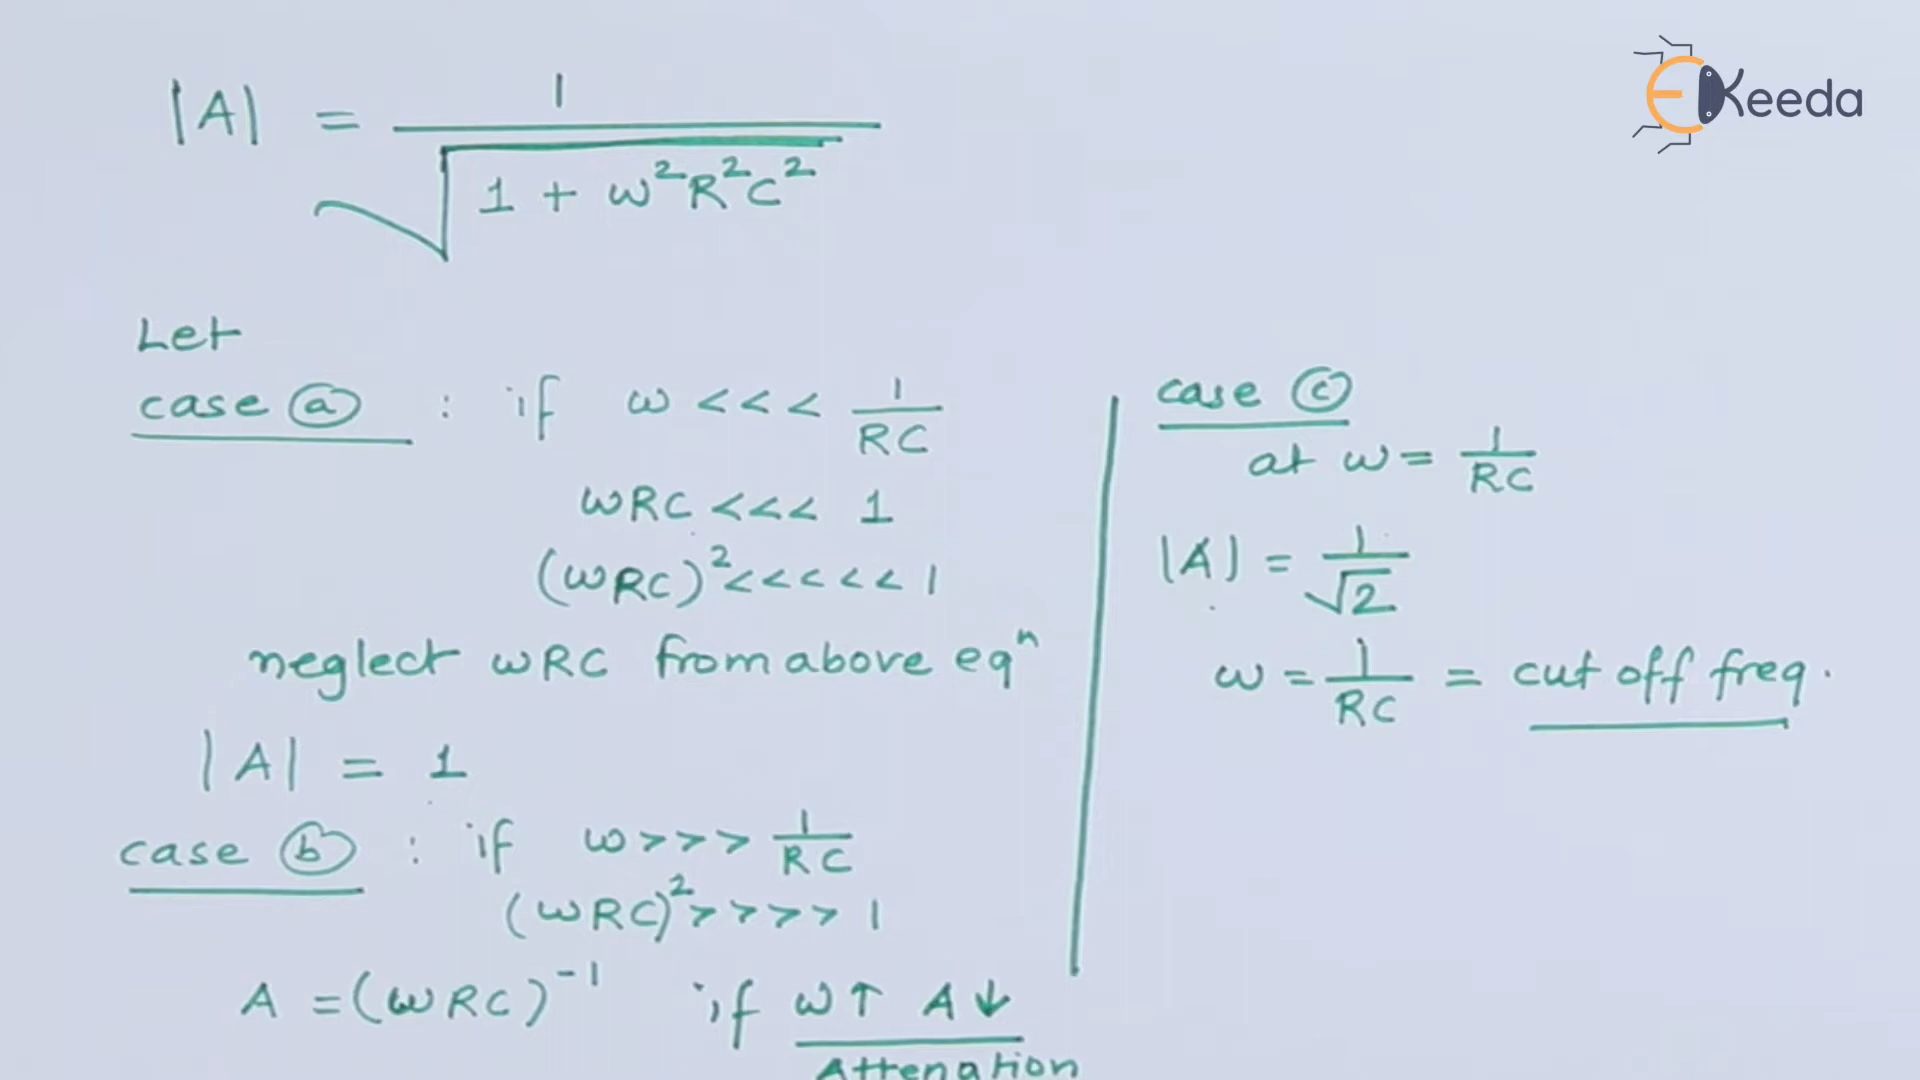 EKeeda
|A| = 1 / √(1 + ω²R²C²)
Let
case ⓐ : if ω <<< 1/RC
ωRC <<< 1
(ωRC)² <<<<< 1
neglect ωRC from above eqⁿ
|A| = 1
case ⓑ : if ω >>> 1/RC
(ωRC)² >>>> 1
A = (ωRC)⁻¹ if ω↑ A↓
Attenation
case ⓒ
at ω = 1/RC
|A| = 1/√2
ω = 1/RC = cut off freq.